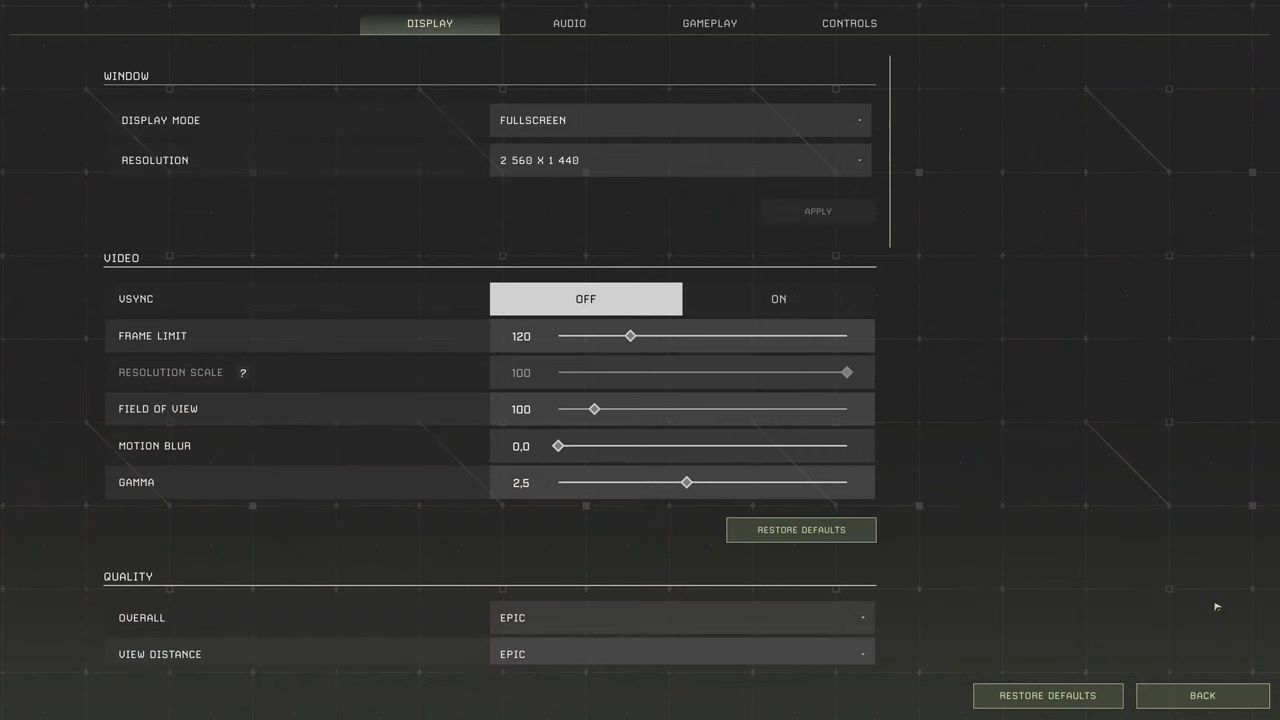 DISPLAY AUDIO GAMEPLAY CONTROLS
WINDOW
DISPLAY MODE FULLSCREEN
RESOLUTION 2 560 X 1 440
APPLY
VIDEO
VSYNC OFF ON
FRAME LIMIT 120
RESOLUTION SCALE ? 100
FIELD OF VIEW 100
MOTION BLUR 0,0
GAMMA 2,5
RESTORE DEFAULTS
QUALITY
OVERALL EPIC
VIEW DISTANCE EPIC
RESTORE DEFAULTS BACK